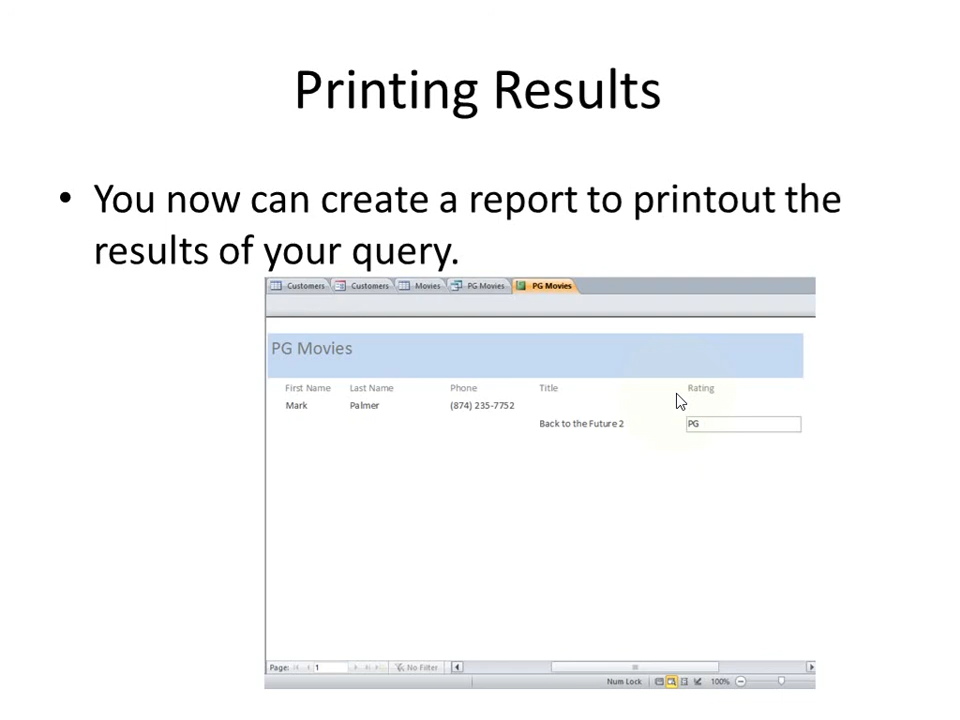 Printing Results
• You now can create a report to printout the
results of your query.
Customers Customers Movies PG Movies PG Movies
PG Movies
First Name Last Name Phone Title Rating
Mark Palmer (874) 235-7752
Back to the Future 2 PG
Page: 1 No Filter
Num Lock 100%